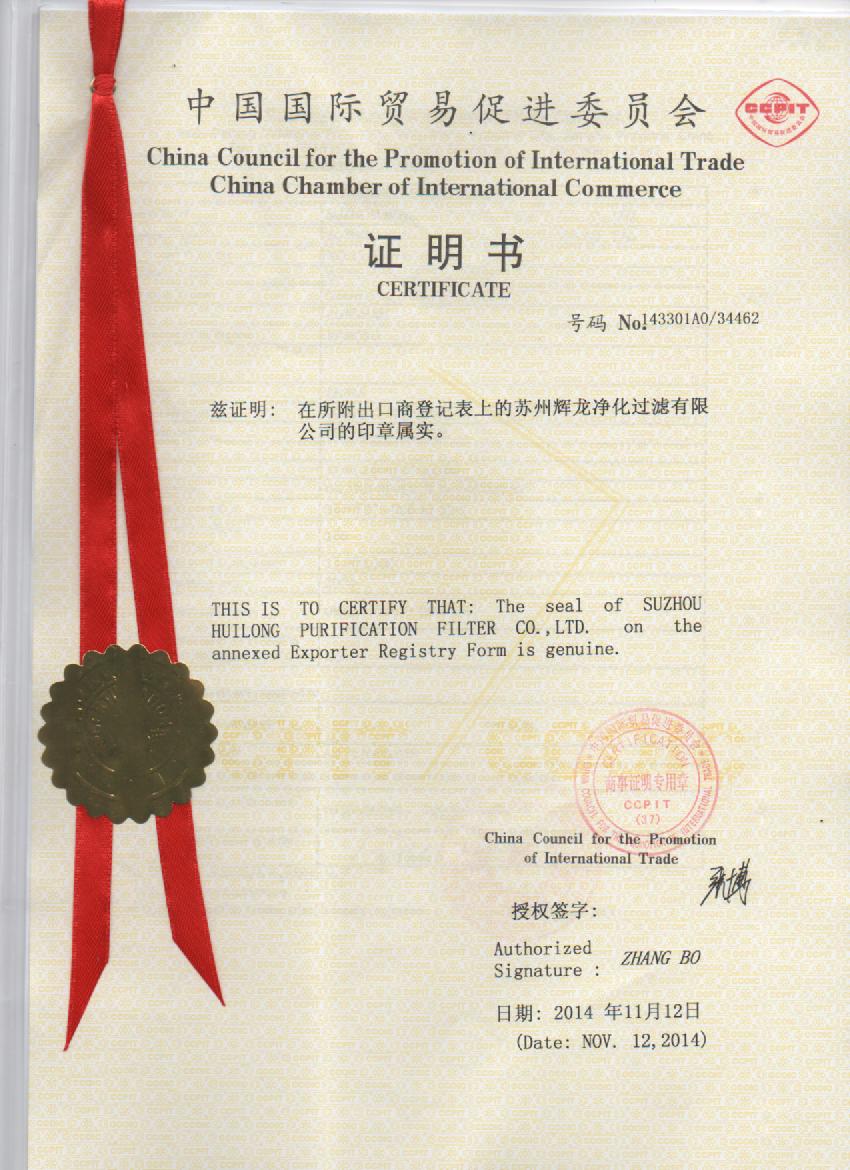 中国国际贸易促进委员会
CCPIT
China Council for the Promotion of International Trade
China Chamber of International Commerce
证明书
CERTIFICATE
号码 No.143301A0/34462
兹证明: 在所附出口商登记表上的苏州辉龙净化过滤有限
公司的印章属实。
THIS IS TO CERTIFY THAT: The seal of SUZHOU
HUILONG PURIFICATION FILTER CO.,LTD. on the
annexed Exporter Registry Form is genuine.
CERTIFICATION
商事证明专用章
CCPIT
(37)
China Council for the Promotion
of International Trade
授权签字:
Authorized
Signature : ZHANG BO
日期: 2014 年11月12日
(Date: NOV. 12,2014)